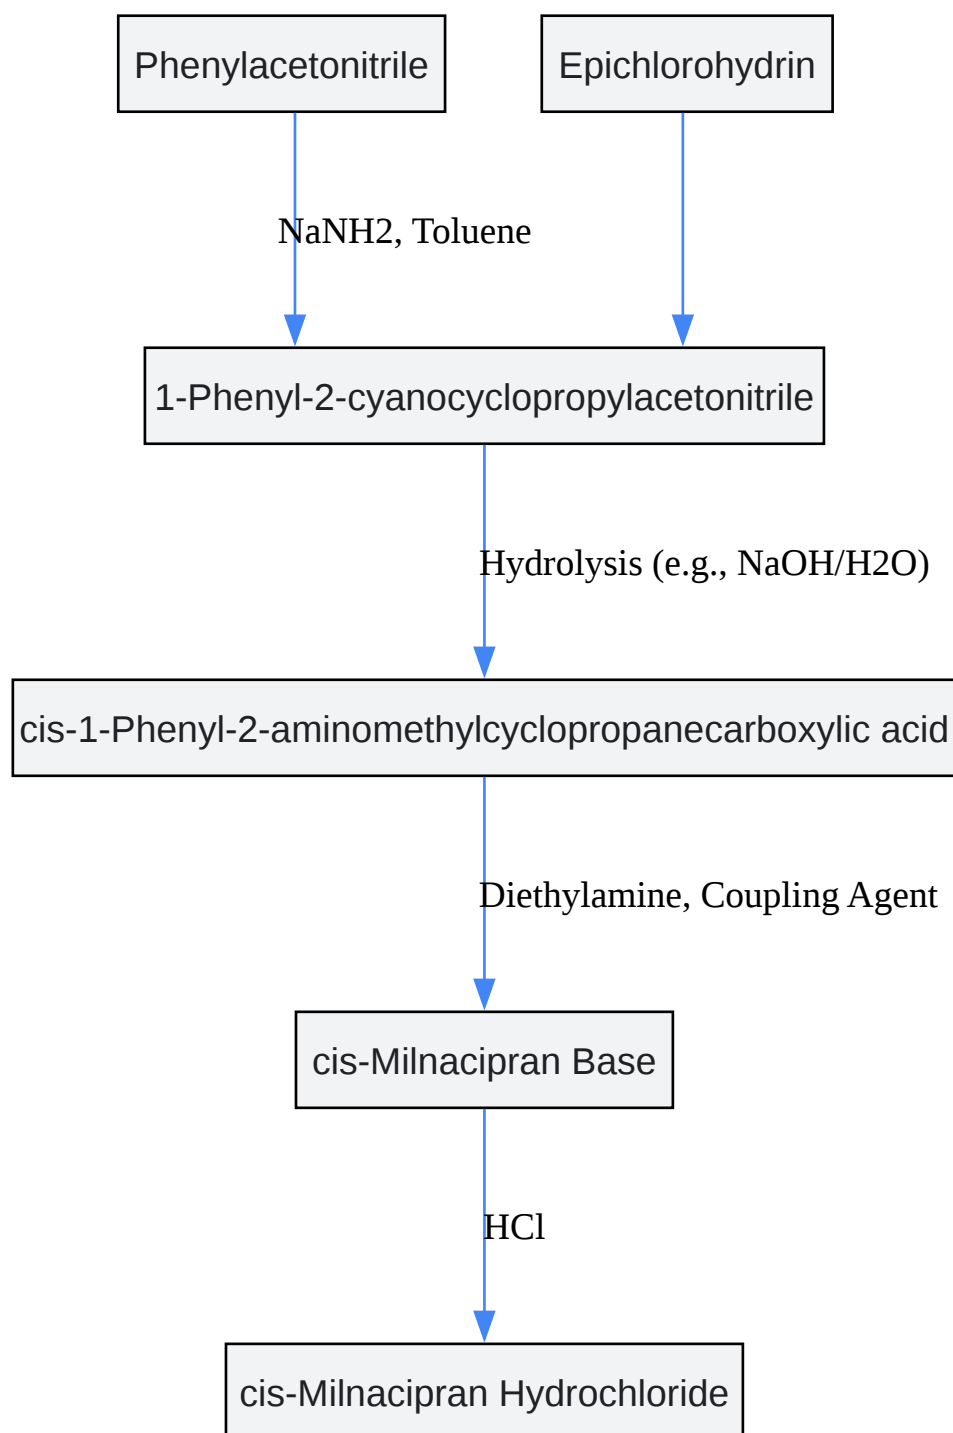 Phenylacetonitrile
Epichlorohydrin
NaNH2, Toluene
1-Phenyl-2-cyanocyclopropylacetonitrile
Hydrolysis (e.g., NaOH/H2O)
cis-1-Phenyl-2-aminomethylcyclopropanecarboxylic acid
Diethylamine, Coupling Agent
cis-Milnacipran Base
HCl
cis-Milnacipran Hydrochloride